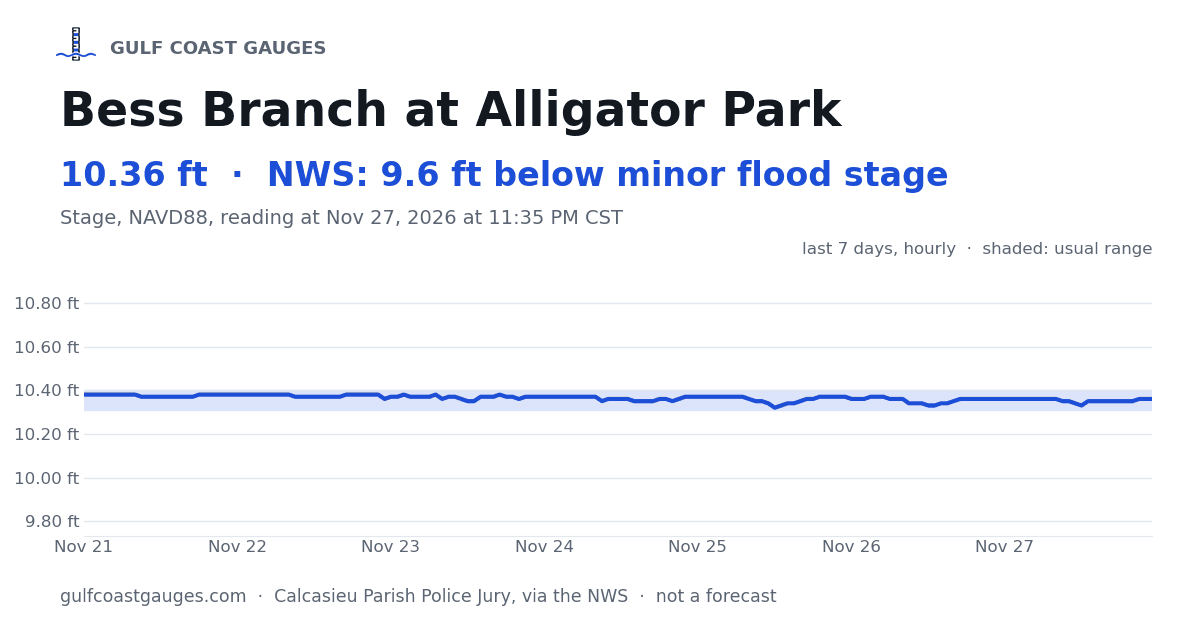 GULF COAST GAUGES
Bess Branch at Alligator Park
10.36 ft · NWS: 9.6 ft below minor flood stage
Stage, NAVD88, reading at Nov 27, 2026 at 11:35 PM CST
last 7 days, hourly · shaded: usual range
10.80 ft
10.60 ft
10.40 ft
10.20 ft
10.00 ft
9.80 ft
Nov 21 Nov 22 Nov 23 Nov 24 Nov 25 Nov 26 Nov 27
gulfcoastgauges.com · Calcasieu Parish Police Jury, via the NWS · not a forecast